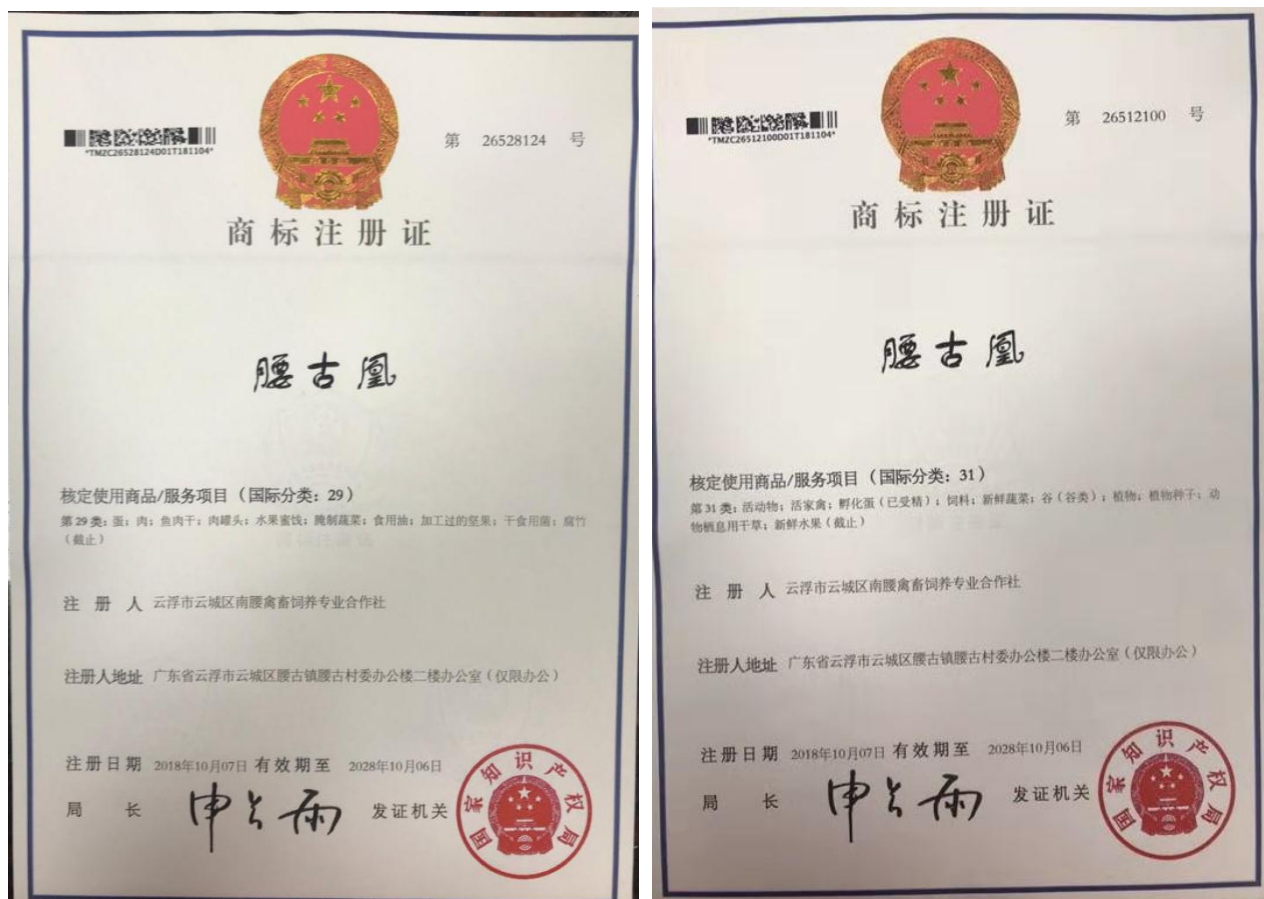 *TMZC26528124D01T181104*
第 26528124 号
商标注册证
腰古凰
核定使用商品/服务项目（国际分类：29）
第29类：蛋；肉；鱼肉干；肉罐头；水果蜜饯；腌制蔬菜；食用油；加工过的坚果；干食用菌；腐竹
（截止）
注 册 人 云浮市云城区南腰禽畜饲养专业合作社
注册人地址 广东省云浮市云城区腰古镇腰古村委办公楼二楼办公室（仅限办公）
注册日期 2018年10月07日 有效期至 2028年10月06日
局 长 申长雨 发证机关
国家知识产权局
*TMZC26512100D01T181104*
第 26512100 号
商标注册证
腰古凰
核定使用商品/服务项目（国际分类：31）
第31类：活动物；活家禽；孵化蛋（已受精）；饲料；新鲜蔬菜；谷（谷类）；植物；植物种子；动
物栖息用干草；新鲜水果（截止）
注 册 人 云浮市云城区南腰禽畜饲养专业合作社
注册人地址 广东省云浮市云城区腰古镇腰古村委办公楼二楼办公室（仅限办公）
注册日期 2018年10月07日 有效期至 2028年10月06日
局 长 申长雨 发证机关
国家知识产权局